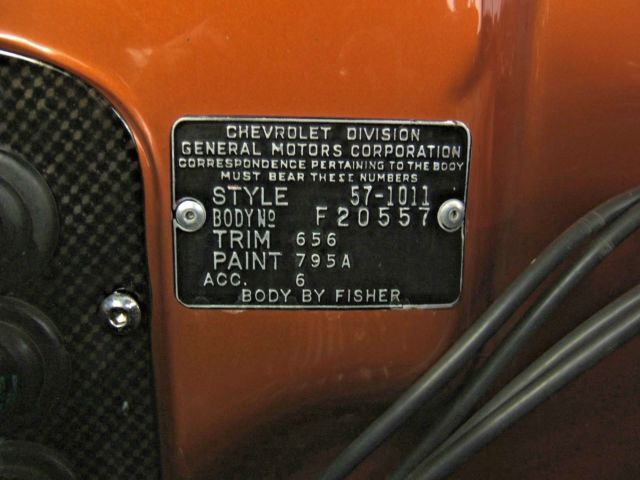 CHEVROLET DIVISION
GENERAL MOTORS CORPORATION
CORRESPONDENCE PERTAINING TO THE BODY
MUST BEAR THESE NUMBERS
STYLE 57-1011
BODY Nº F20557
TRIM 656
PAINT 795A
ACC. 6
BODY BY FISHER